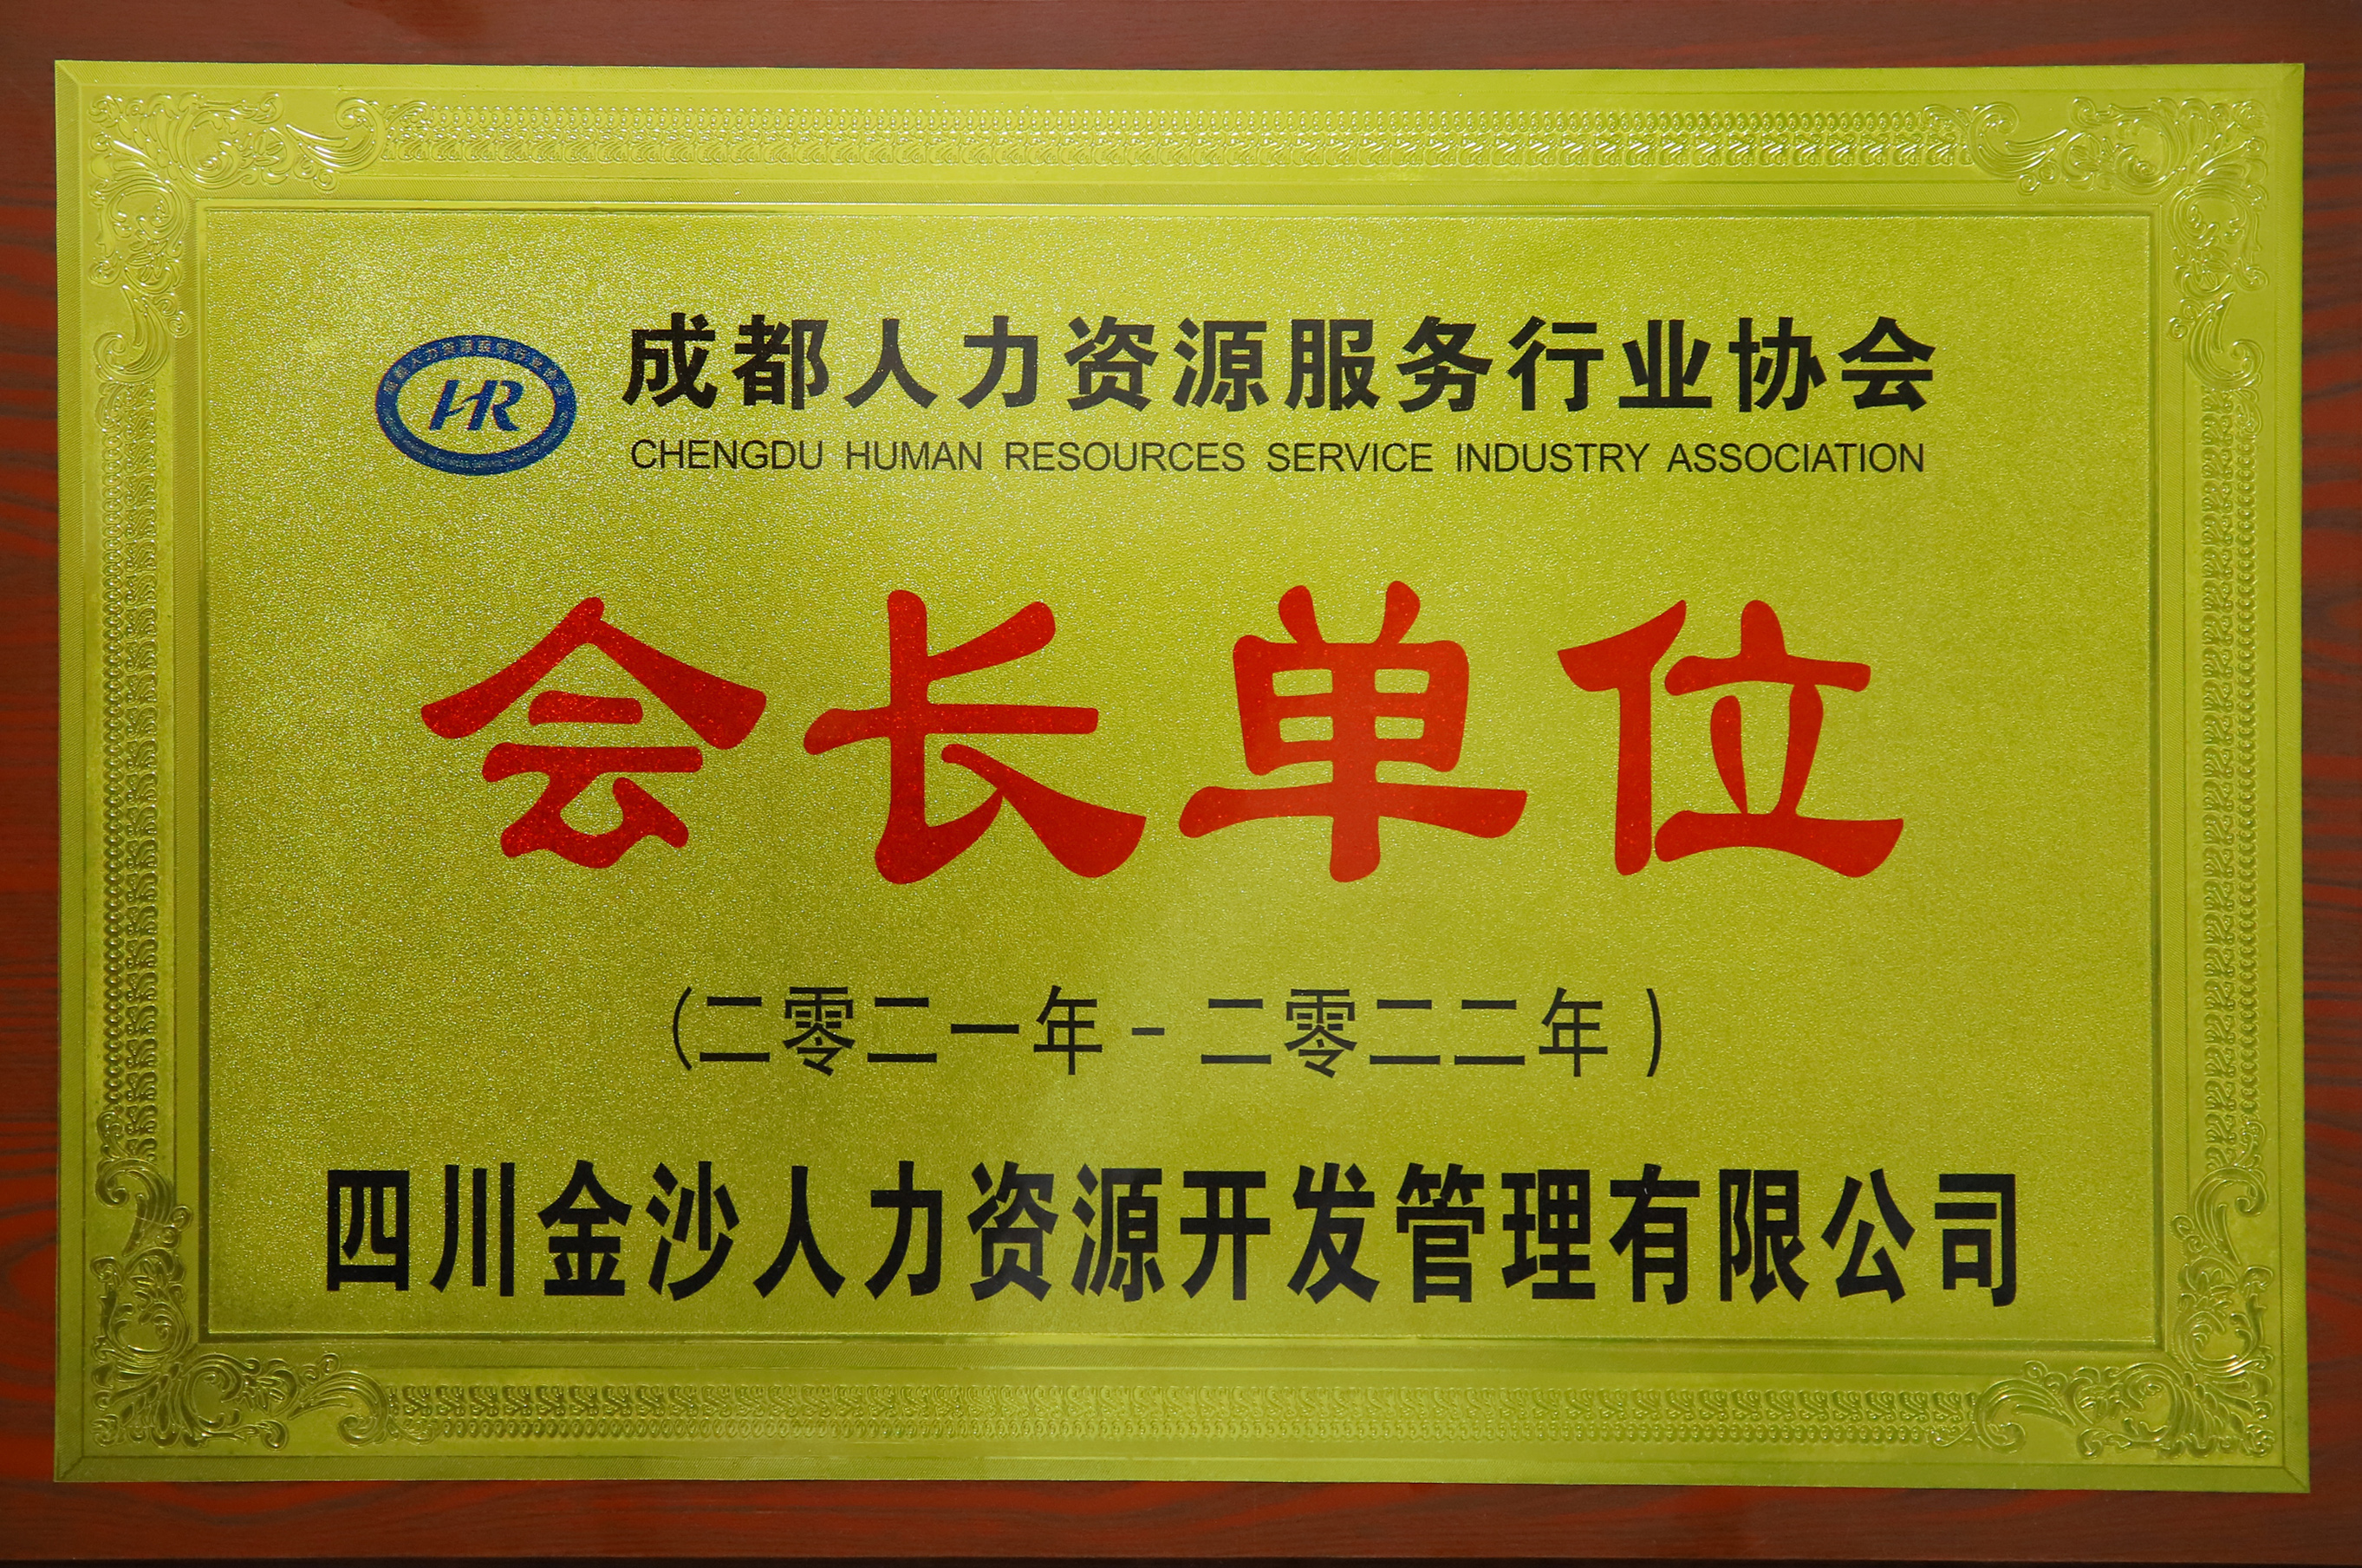 HR
成都人力资源服务行业协会
CHENGDU HUMAN RESOURCES SERVICE INDUSTRY ASSOCIATION
会长单位
(二零二一年-二零二二年)
四川金沙人力资源开发管理有限公司